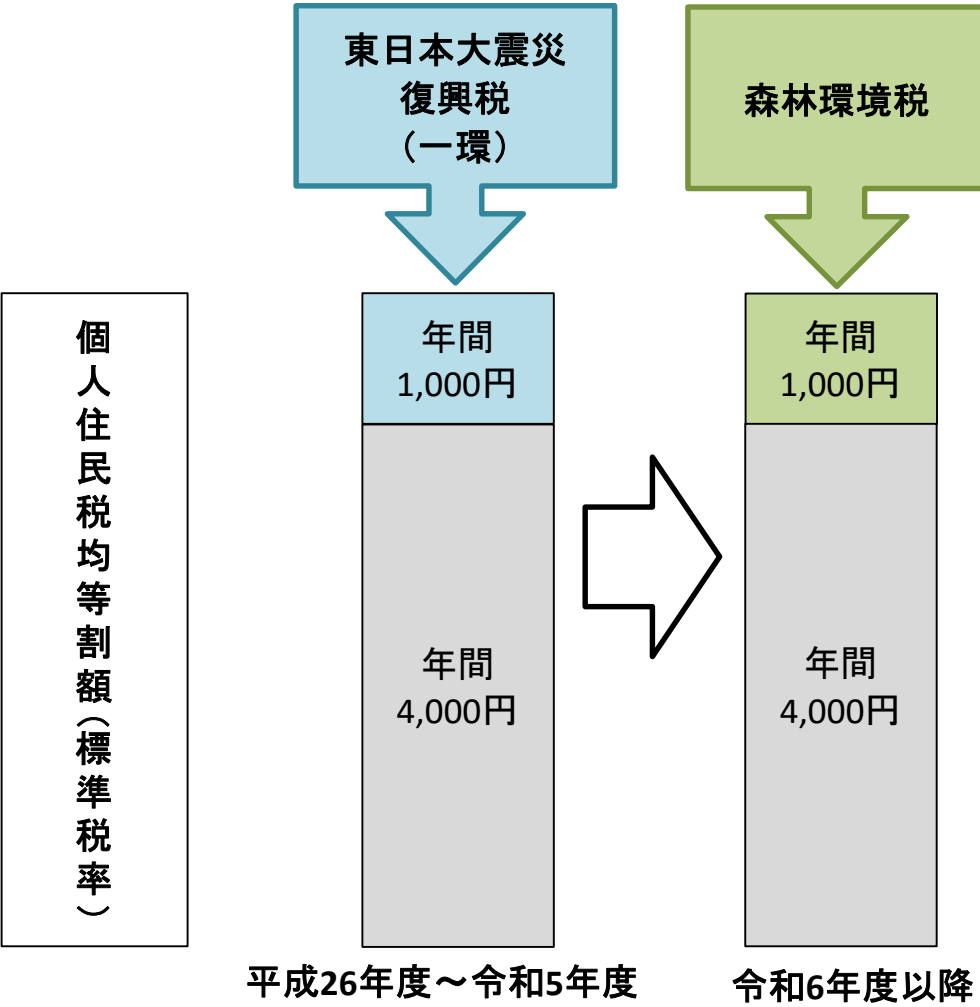 東日本大震災
復興税
（一環）
森林環境税
個人住民税均等割額（標準税率）
年間
1,000円
年間
4,000円
年間
1,000円
年間
4,000円
平成26年度～令和5年度
令和6年度以降